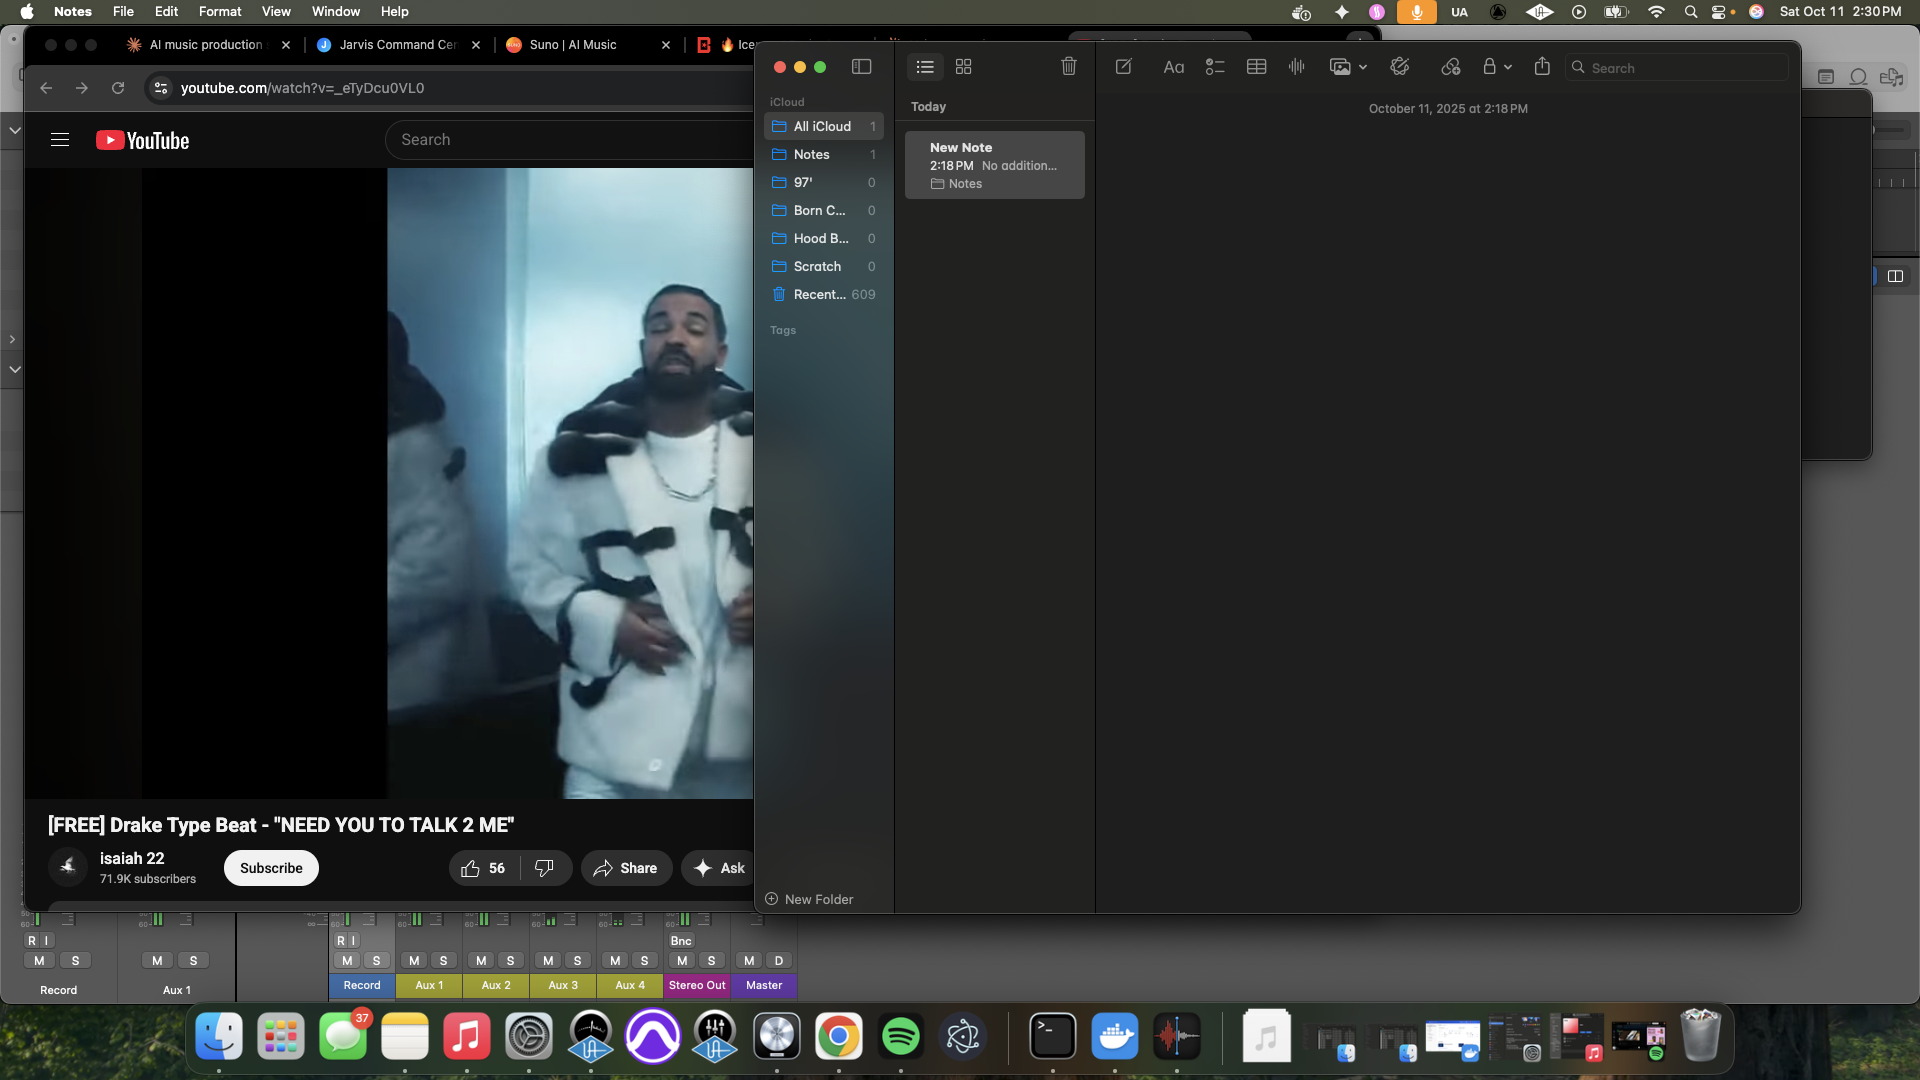 Notes File Edit Format View Window Help
UA
Sat Oct 11 2:30 PM
AI music production
Jarvis Command Cen
Suno | AI Music
youtube.com/watch?v=_eTyDcu0VL0
YouTube
Search
iCloud
All iCloud 1
Notes 1
97' 0
Born C... 0
Hood B... 0
Scratch 0
Recent... 609
Tags
New Folder
Today
New Note
2:18 PM No addition...
Notes
Aa
Search
October 11, 2025 at 2:18 PM
[FREE] Drake Type Beat - "NEED YOU TO TALK 2 ME"
isaiah 22
71.9K subscribers
Subscribe
56
Share
Ask
R I
R I
Bnc
M S
M S
M S
M S
M S
M S
M S
M S
M D
Record
Aux 1
Record
Aux 1
Aux 2
Aux 3
Aux 4
Stereo Out
Master
37